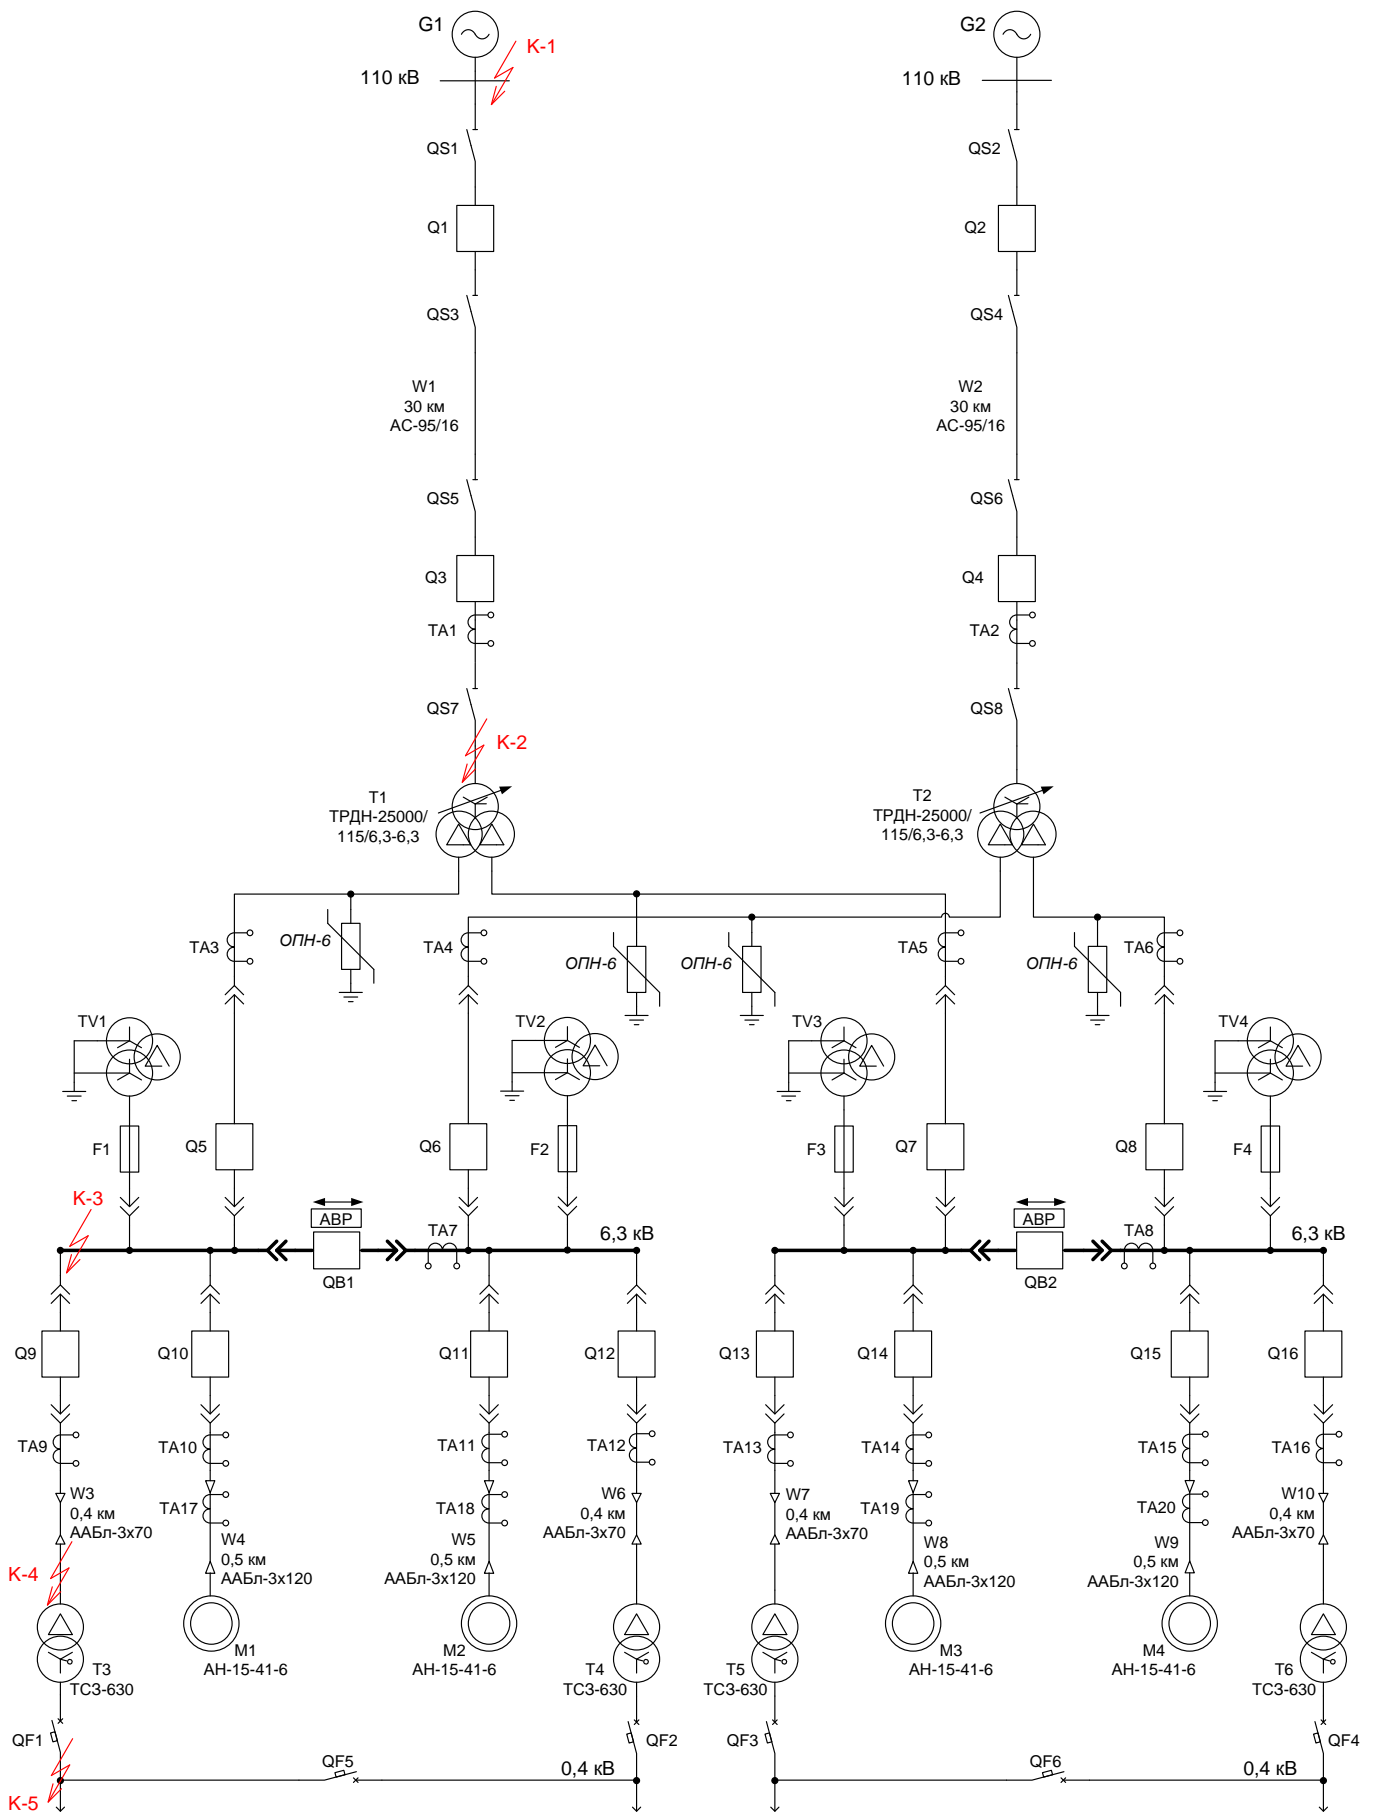 G1
K-1
G2
110 кВ
110 кВ
QS1
QS2
Q1
Q2
QS3
QS4
W1
30 км
АС-95/16
W2
30 км
АС-95/16
QS5
QS6
Q3
Q4
TA1
TA2
QS7
QS8
K-2
T1
ТРДН-25000/
115/6,3-6,3
T2
ТРДН-25000/
115/6,3-6,3
TA3
ОПН-6
TA4
ОПН-6
ОПН-6
TA5
ОПН-6
TA6
TV1
TV2
TV3
TV4
F1
Q5
Q6
F2
F3
Q7
Q8
F4
K-3
АВР
TA7
6,3 кВ
АВР
TA8
6,3 кВ
QB1
QB2
Q9
Q10
Q11
Q12
Q13
Q14
Q15
Q16
TA9
TA10
TA11
TA12
TA13
TA14
TA15
TA16
W3
0,4 км
ААБл-3х70
TA17
TA18
W6
0,4 км
ААБл-3х70
W7
0,4 км
ААБл-3х70
TA19
TA20
W10
0,4 км
ААБл-3х70
K-4
W4
0,5 км
ААБл-3х120
W5
0,5 км
ААБл-3х120
W8
0,5 км
ААБл-3х120
W9
0,5 км
ААБл-3х120
M1
АН-15-41-6
M2
АН-15-41-6
M3
АН-15-41-6
M4
АН-15-41-6
T3
ТСЗ-630
T4
ТСЗ-630
T5
ТСЗ-630
T6
ТСЗ-630
QF1
QF2
QF3
QF4
QF5
0,4 кВ
QF6
0,4 кВ
K-5